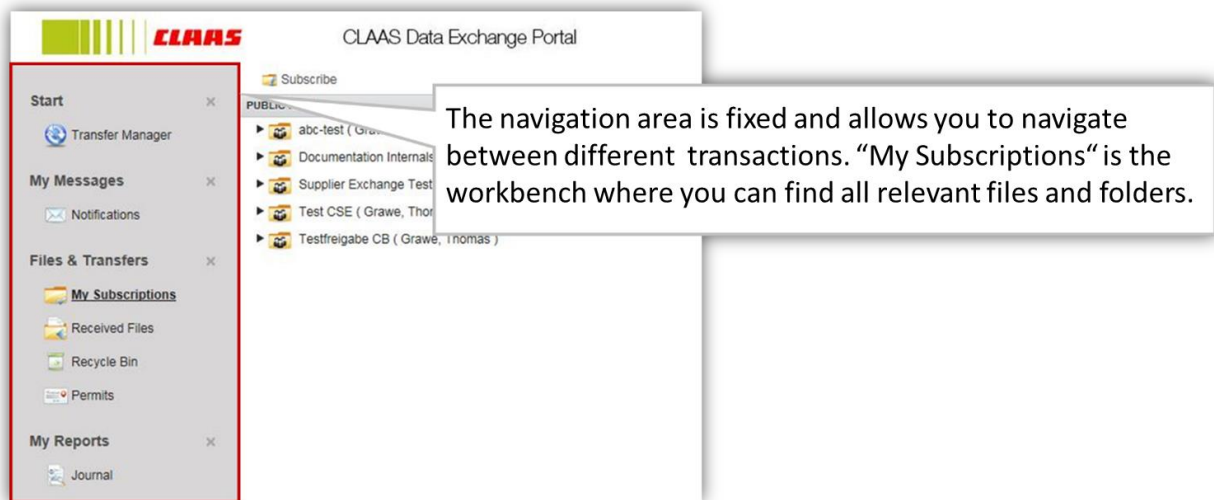 CLAAS
CLAAS Data Exchange Portal
Start
Transfer Manager
My Messages
Notifications
Files & Transfers
My Subscriptions
Received Files
Recycle Bin
Permits
My Reports
Journal
Subscribe
abc-test (
Documentation Internals
Supplier Exchange Test
Test CSE ( Grawe, Thor
Testfreigabe CB ( Grawe, Thomas )
The navigation area is fixed and allows you to navigate
between different transactions. “My Subscriptions“ is the
workbench where you can find all relevant files and folders.